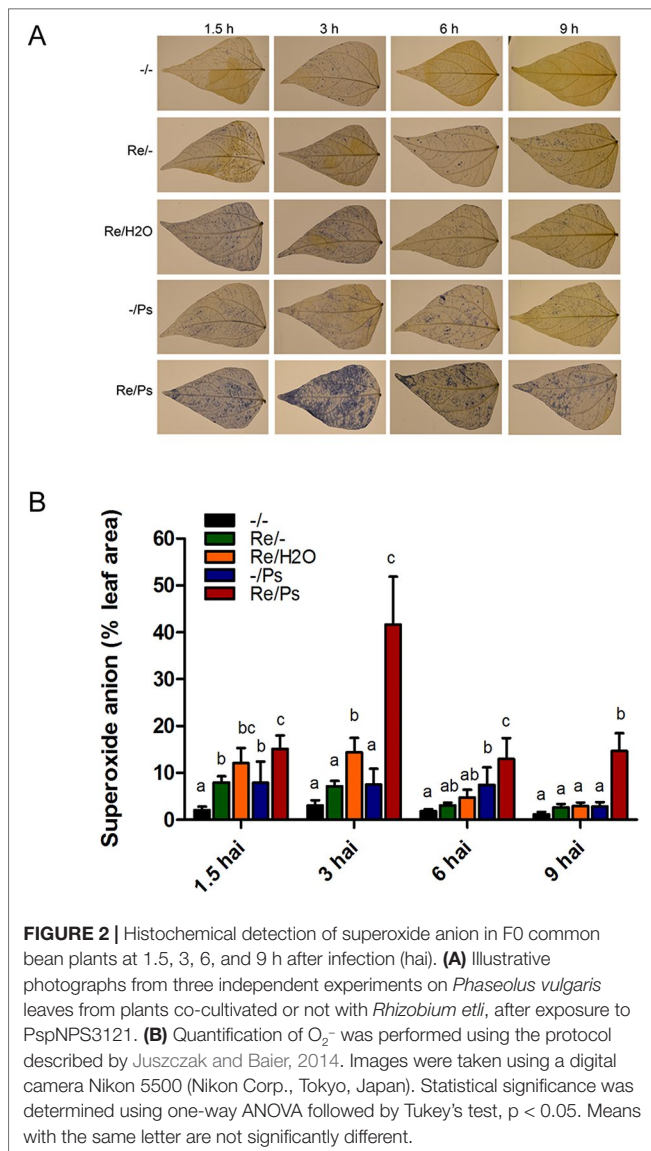 A
1.5 h 3 h 6 h 9 h
-/-
Re/-
Re/H2O
-/Ps
Re/Ps
B
-/-
Re/-
Re/H2O
-/Ps
Re/Ps
Superoxide anion (% leaf area)
60
50
40
30
20
10
0
a b bc b c
a a b a c
a ab ab b c
a a a a b
1.5 hai 3 hai 6 hai 9 hai
FIGURE 2 | Histochemical detection of superoxide anion in F0 common
bean plants at 1.5, 3, 6, and 9 h after infection (hai). (A) Illustrative
photographs from three independent experiments on Phaseolus vulgaris
leaves from plants co-cultivated or not with Rhizobium etli, after exposure to
PspNPS3121. (B) Quantification of O₂⁻ was performed using the protocol
described by Juszczak and Baier, 2014. Images were taken using a digital
camera Nikon 5500 (Nikon Corp., Tokyo, Japan). Statistical significance was
determined using one-way ANOVA followed by Tukey's test, p < 0.05. Means
with the same letter are not significantly different.